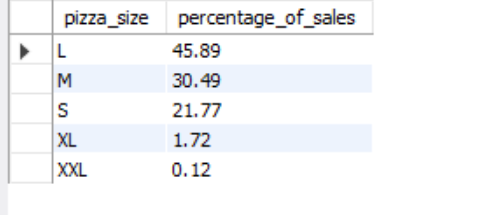 pizza_size percentage_of_sales
L 45.89
M 30.49
S 21.77
XL 1.72
XXL 0.12